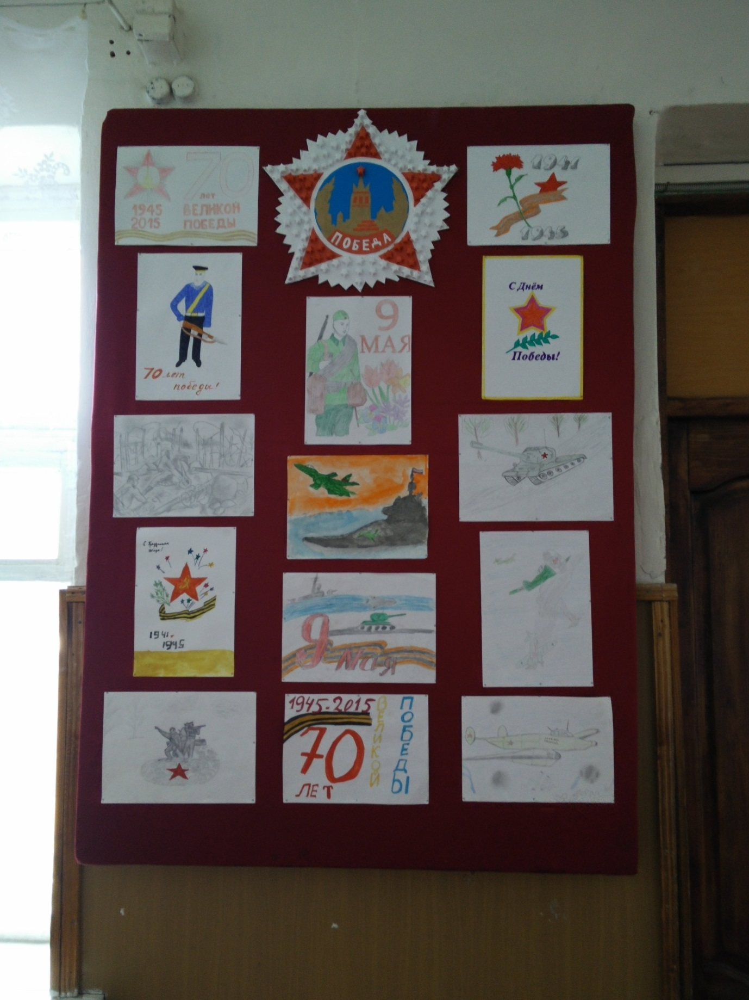 70
лет
1945
2015
ВЕЛИКОЙ
ПОБЕДЫ
ПОБЕДА
1941
1945
70 лет
победы!
9
МАЯ
С Днём
Победы!
1941г.
1945
9
Мая
1945-2015
70
ЛЕТ
ВЕЛИКОЙ
ПОБЕДЫ